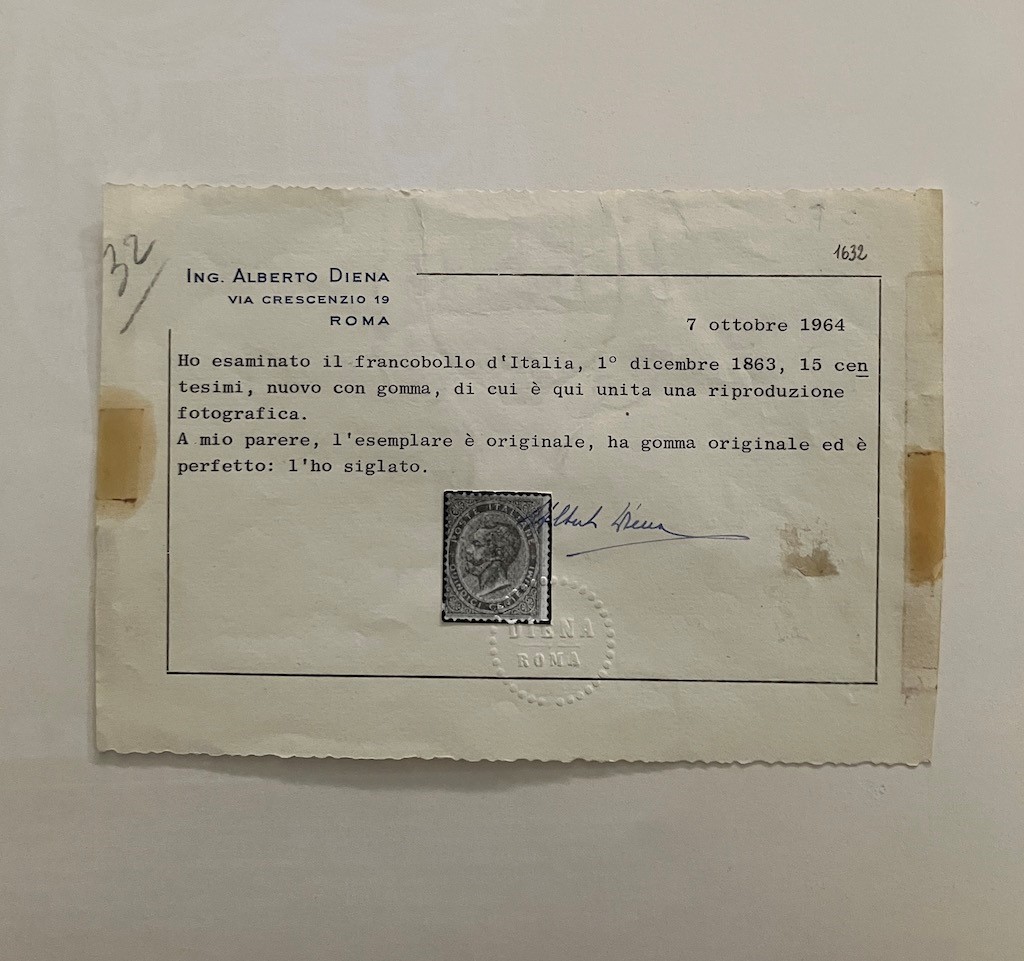 32
1632
ING. ALBERTO DIENA
VIA CRESCENZIO 19
ROMA
7 ottobre 1964
Ho esaminato il francobollo d'Italia, 1º dicembre 1863, 15 cen
tesimi, nuovo con gomma, di cui è qui unita una riproduzione
fotografica.
A mio parere, l'esemplare è originale, ha gomma originale ed è
perfetto: l'ho siglato.
Alberto Diena
POSTE ITALIANE
QUINDICI CENTESIMI
DIENA
ROMA